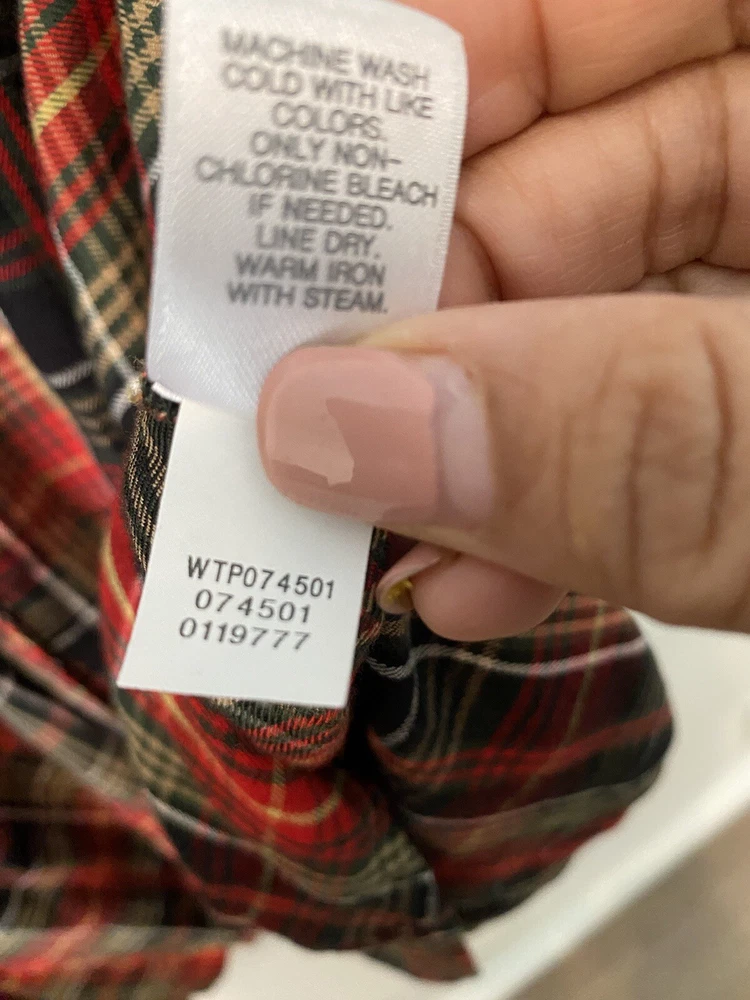 MACHINE WASH
COLD WITH LIKE
COLORS.
ONLY NON-
CHLORINE BLEACH
IF NEEDED.
LINE DRY.
WARM IRON
WITH STEAM.
WTP074501
074501
0119777